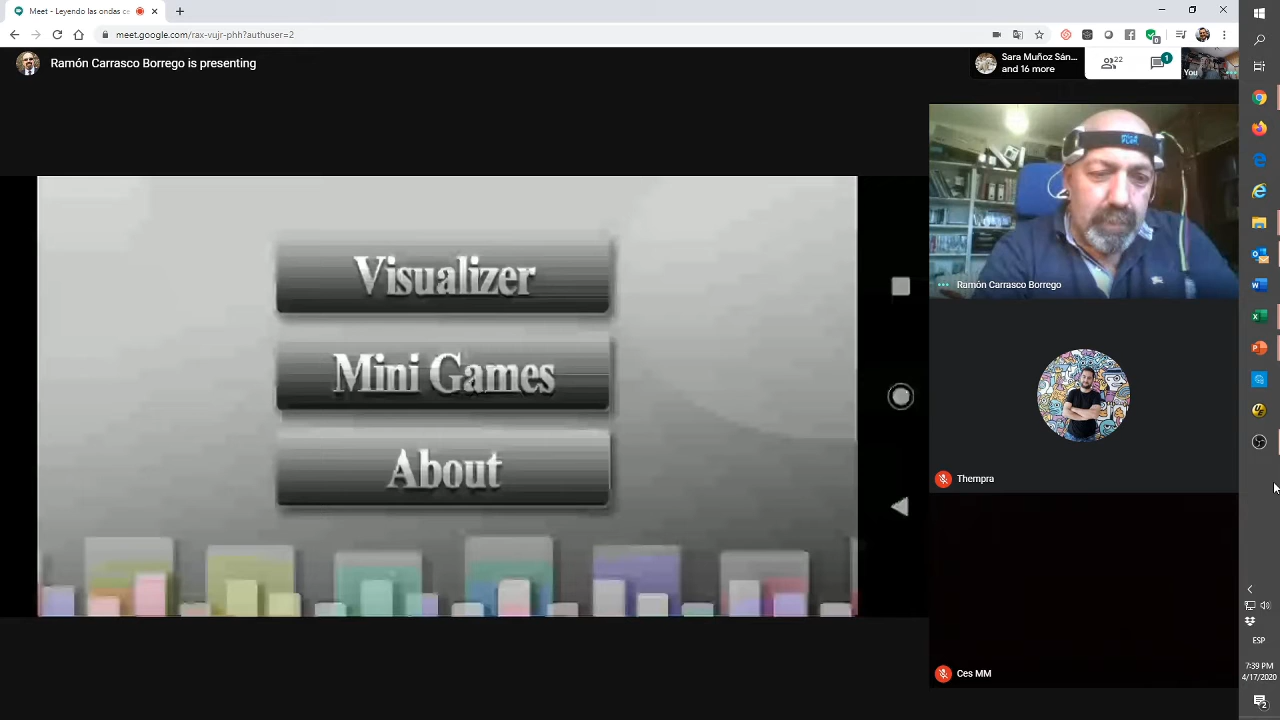 Meet - Leyendo las ondas ce
meet.google.com/rax-vujr-phh?authuser=2
Ramón Carrasco Borrego is presenting
Sara Muñoz Sán...
and 16 more
22
1
You
Visualizer
Mini Games
About
Ramón Carrasco Borrego
Thempra
Ces MM
ESP
7:39 PM
4/17/2020